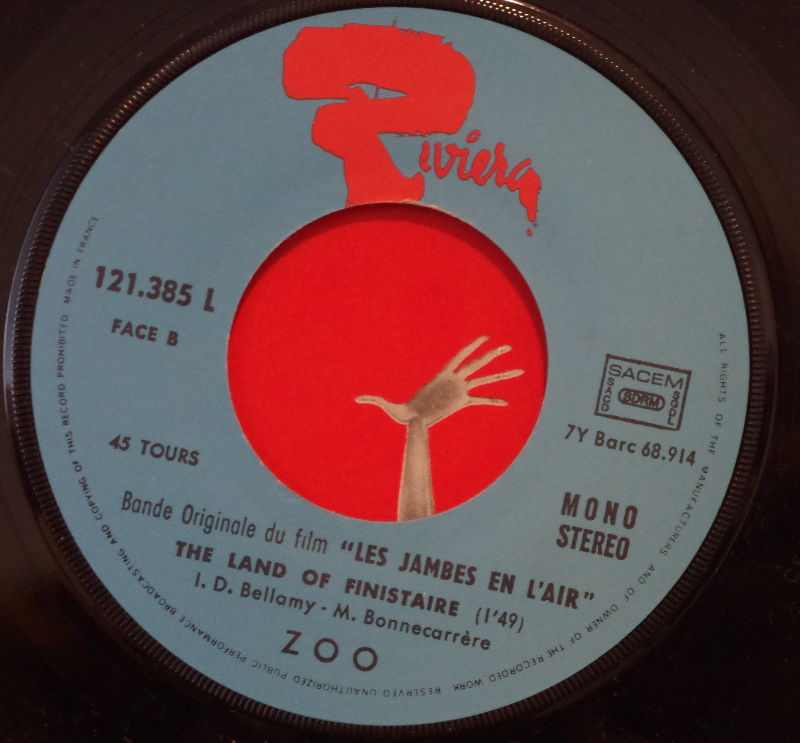 Riviera
121.385 L
FACE B
45 TOURS
SACEM
SACD
SDRM
SGDL
7Y Barc 68.914
MONO
STEREO
Bande Originale du film "LES JAMBES EN L'AIR"
THE LAND OF FINISTAIRE (1'49)
I. D. Bellamy - M. Bonnecarrère
ZOO
ALL RIGHTS OF THE MANUFACTURERS AND OF OWNER OF THE RECORDED WORK RESERVED UNAUTHORIZED PUBLIC PERFORMANCE BROADCASTING AND COPYING OF THIS RECORD PROHIBITED MADE IN FRANCE